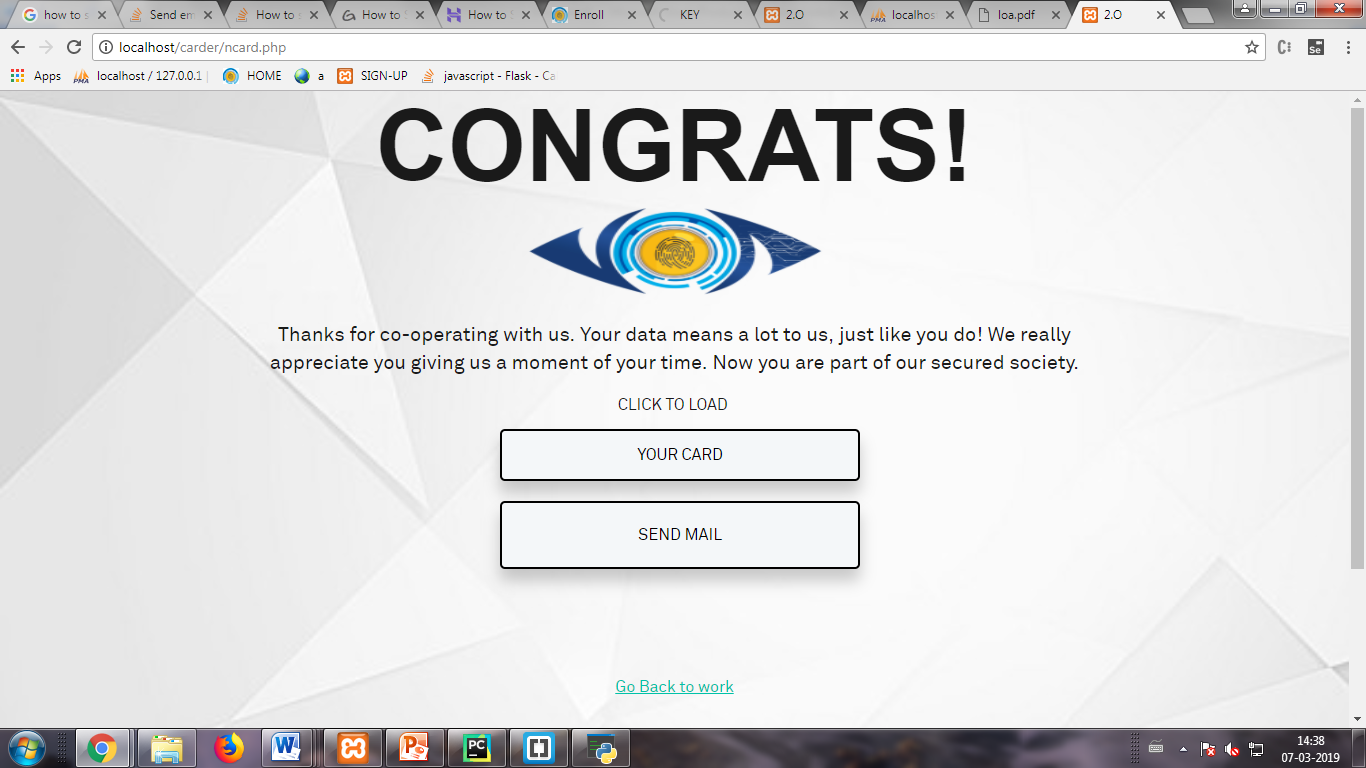 how to s
Send em
How to s
How to
How to
Enroll
KEY
2.O
localhos
loa.pdf
2.O
localhost/carder/ncard.php
Apps
localhost / 127.0.0.1
HOME
a
SIGN-UP
javascript - Flask - Ca
CONGRATS!
Thanks for co-operating with us. Your data means a lot to us, just like you do! We really
appreciate you giving us a moment of your time. Now you are part of our secured society.
CLICK TO LOAD
YOUR CARD
SEND MAIL
Go Back to work
14:38
07-03-2019